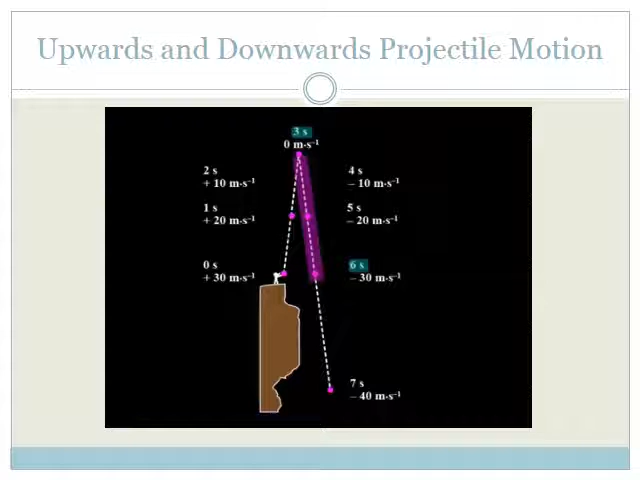 Upwards and Downwards Projectile Motion
3 s
0 m·s⁻¹
2 s
+ 10 m·s⁻¹
4 s
– 10 m·s⁻¹
1 s
+ 20 m·s⁻¹
5 s
– 20 m·s⁻¹
0 s
+ 30 m·s⁻¹
6 s
– 30 m·s⁻¹
7 s
– 40 m·s⁻¹